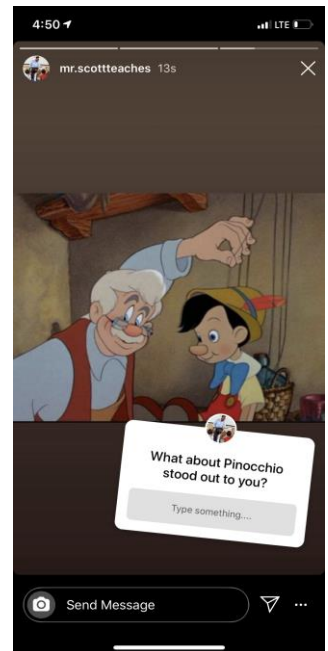 4:50
LTE
mr.scottteaches 13s
What about Pinocchio
stood out to you?
Type something....
Send Message